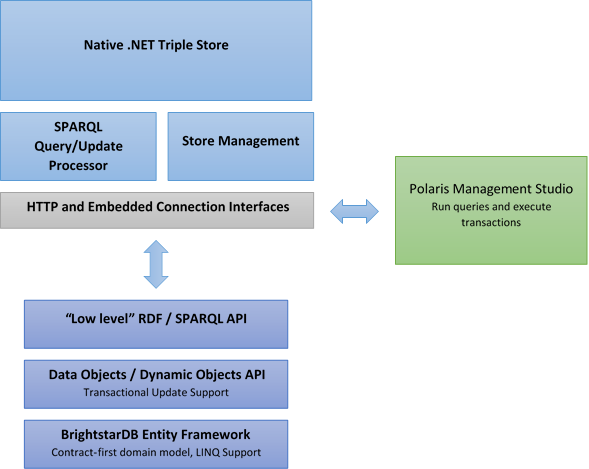 Native .NET Triple Store
SPARQL
Query/Update
Processor
Store Management
HTTP and Embedded Connection Interfaces
Polaris Management Studio
Run queries and execute
transactions
“Low level” RDF / SPARQL API
Data Objects / Dynamic Objects API
Transactional Update Support
BrightstarDB Entity Framework
Contract-first domain model, LINQ Support